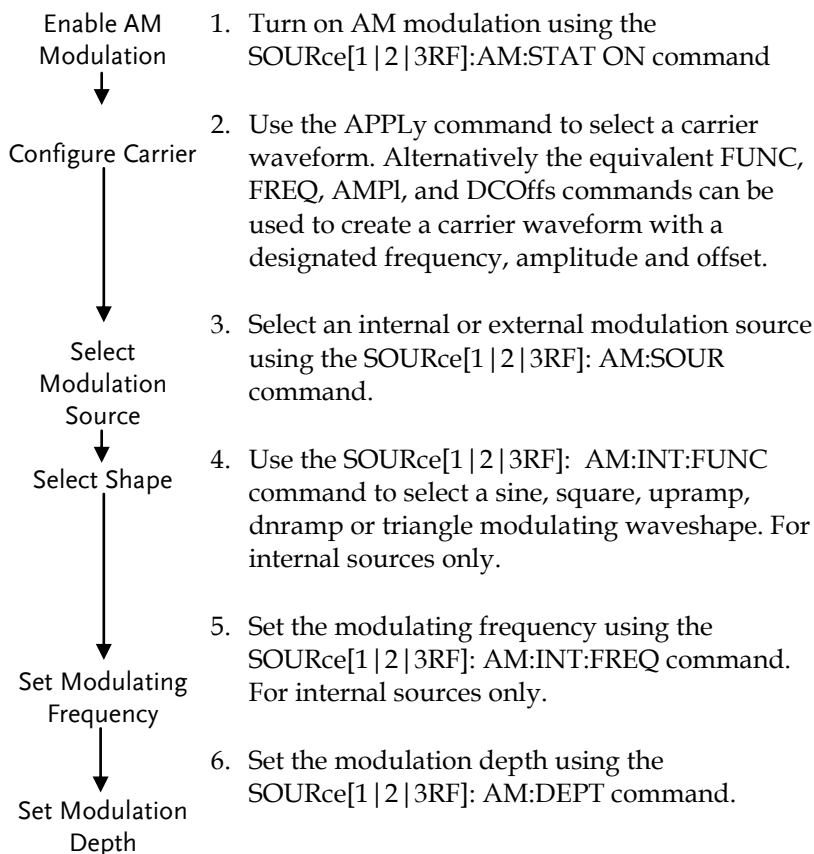 Enable AM
Modulation
1. Turn on AM modulation using the
SOURce[1|2|3RF]:AM:STAT ON command
Configure Carrier
2. Use the APPLy command to select a carrier
waveform. Alternatively the equivalent FUNC,
FREQ, AMPl, and DCOffs commands can be
used to create a carrier waveform with a
designated frequency, amplitude and offset.
Select
Modulation
Source
3. Select an internal or external modulation source
using the SOURce[1|2|3RF]: AM:SOUR
command.
Select Shape
4. Use the SOURce[1|2|3RF]: AM:INT:FUNC
command to select a sine, square, upramp,
dnramp or triangle modulating waveshape. For
internal sources only.
Set Modulating
Frequency
5. Set the modulating frequency using the
SOURce[1|2|3RF]: AM:INT:FREQ command.
For internal sources only.
Set Modulation
Depth
6. Set the modulation depth using the
SOURce[1|2|3RF]: AM:DEPT command.